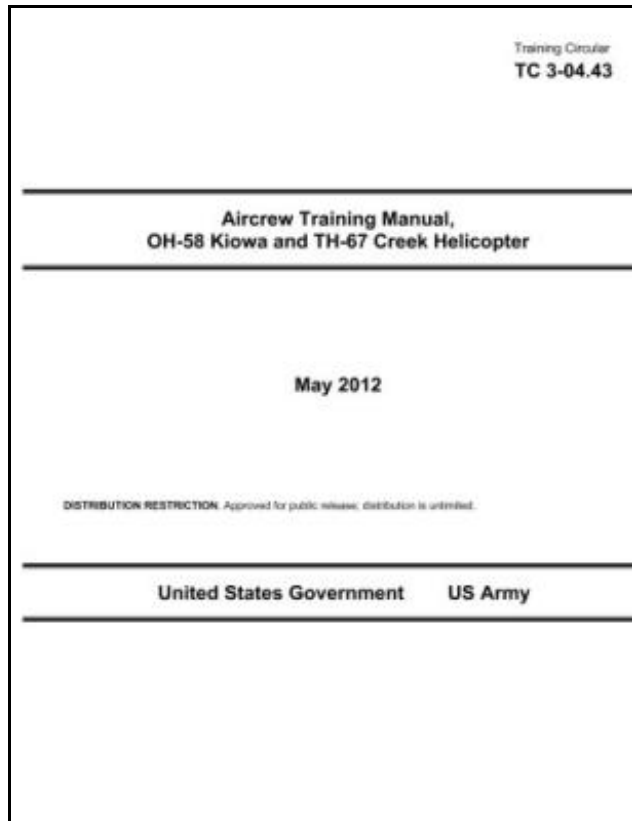 Training Circular
TC 3-04.43
Aircrew Training Manual,
OH-58 Kiowa and TH-67 Creek Helicopter
May 2012
DISTRIBUTION RESTRICTION. Approved for public release; distribution is unlimited.
United States Government US Army